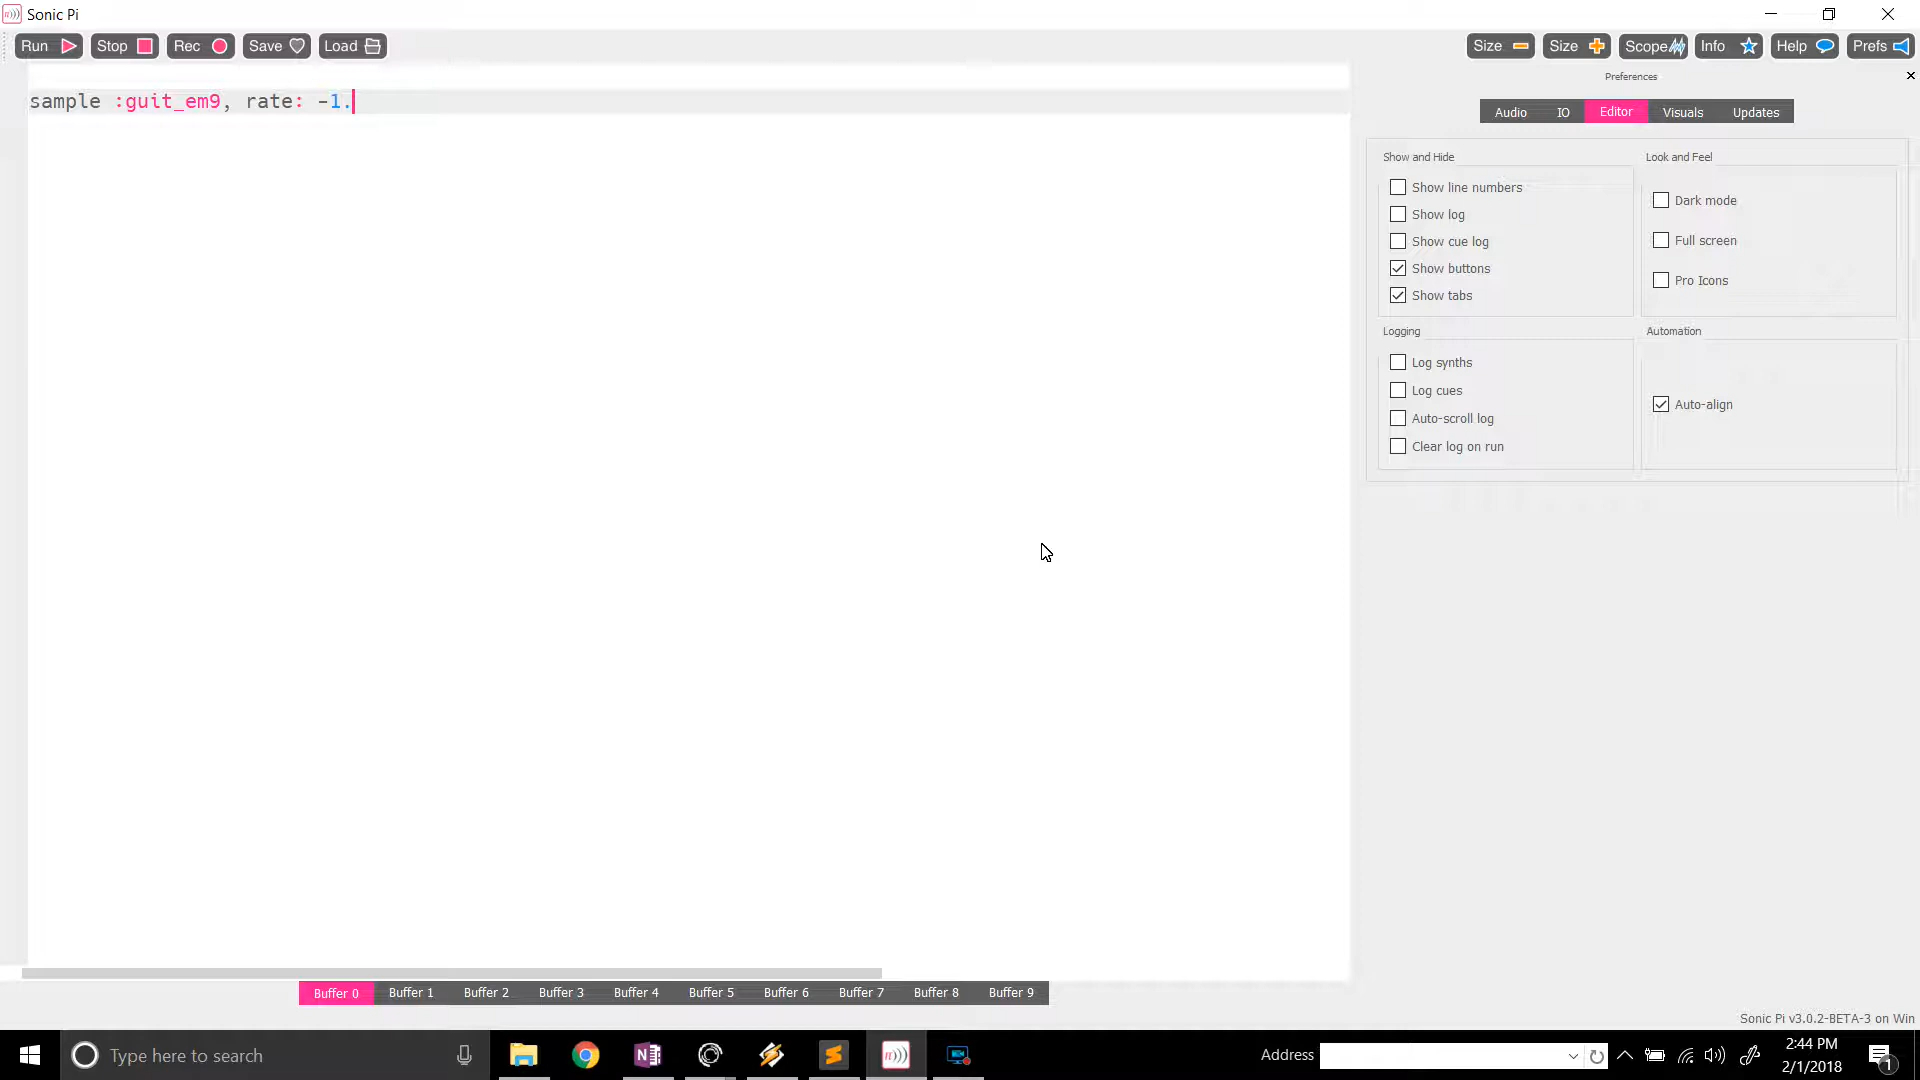 Sonic Pi
Run Stop Rec Save Load Size Size Scope Info Help Prefs
Preferences
sample :guit_em9, rate: -1.
Audio IO Editor Visuals Updates
Show and Hide
Show line numbers
Show log
Show cue log
Show buttons
Show tabs
Look and Feel
Dark mode
Full screen
Pro Icons
Logging
Log synths
Log cues
Auto-scroll log
Clear log on run
Automation
Auto-align
Buffer 0 Buffer 1 Buffer 2 Buffer 3 Buffer 4 Buffer 5 Buffer 6 Buffer 7 Buffer 8 Buffer 9
Sonic Pi v3.0.2-BETA-3 on Win
Type here to search
Address
2:44 PM
2/1/2018
1